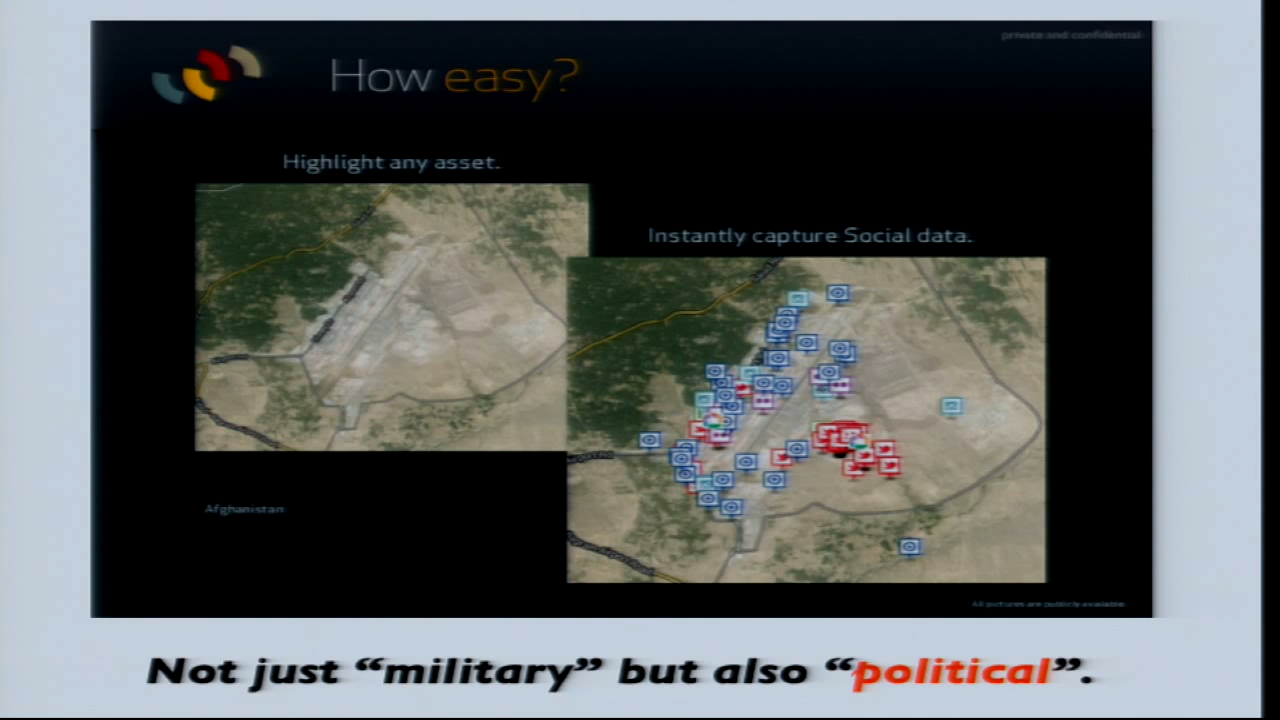 private and confidential
How easy?
Highlight any asset.
Instantly capture Social data.
Afghanistan
All pictures are publicly available
Not just “military” but also “political”.